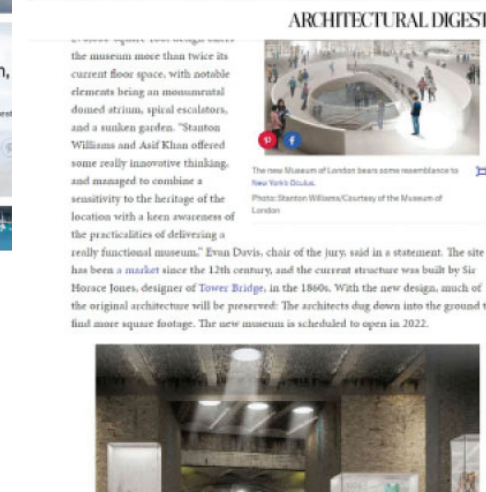 ARCHITECTURAL DIGEST
the museum more than twice its
current floor space, with notable
elements being an monumental
domed atrium, spiral escalators,
and a sunken garden. "Stanton
Williams and Asif Khan offered
some really innovative thinking,
and managed to combine a
sensitivity to the heritage of the
location with a keen awareness of
the practicalities of delivering a
really functional museum," Evan Davis, chair of the jury, said in a statement. The site
has been a market since the 12th century, and the current structure was built by Sir
Horace Jones, designer of Tower Bridge, in the 1860s. With the new design, much of
the original architecture will be preserved: The architects dug down into the ground t
find more square footage. The new museum is scheduled to open in 2022.
The new Museum of London bears some resemblance to
New York's Oculus.
Photo: Stanton Williams/Courtesy of the Museum of
London